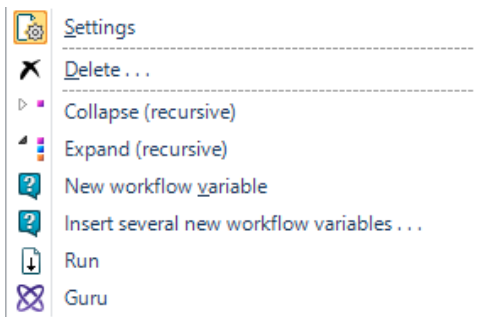 Settings
Delete . . .
Collapse (recursive)
Expand (recursive)
New workflow variable
Insert several new workflow variables . . .
Run
Guru